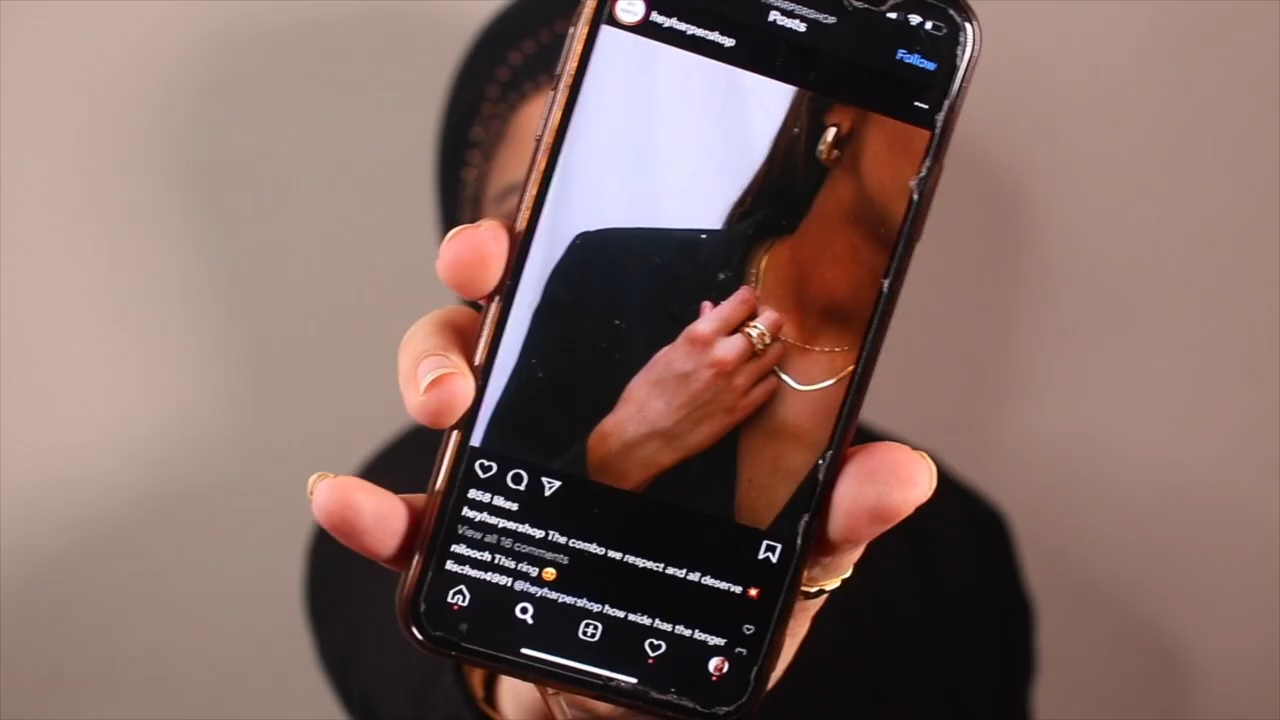 Posts
heyharpershop
Follow
858 likes
heyharpershop The combo we respect and all deserve 💥
View all 16 comments
nilooch This ring 😍
lischen4991 @heyharpershop how wide has the longer